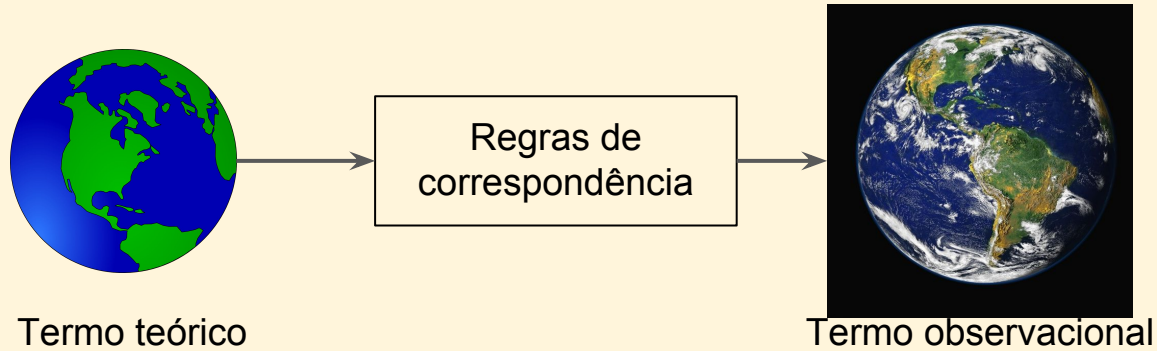 Regras de
correspondência
Termo teórico
Termo observacional